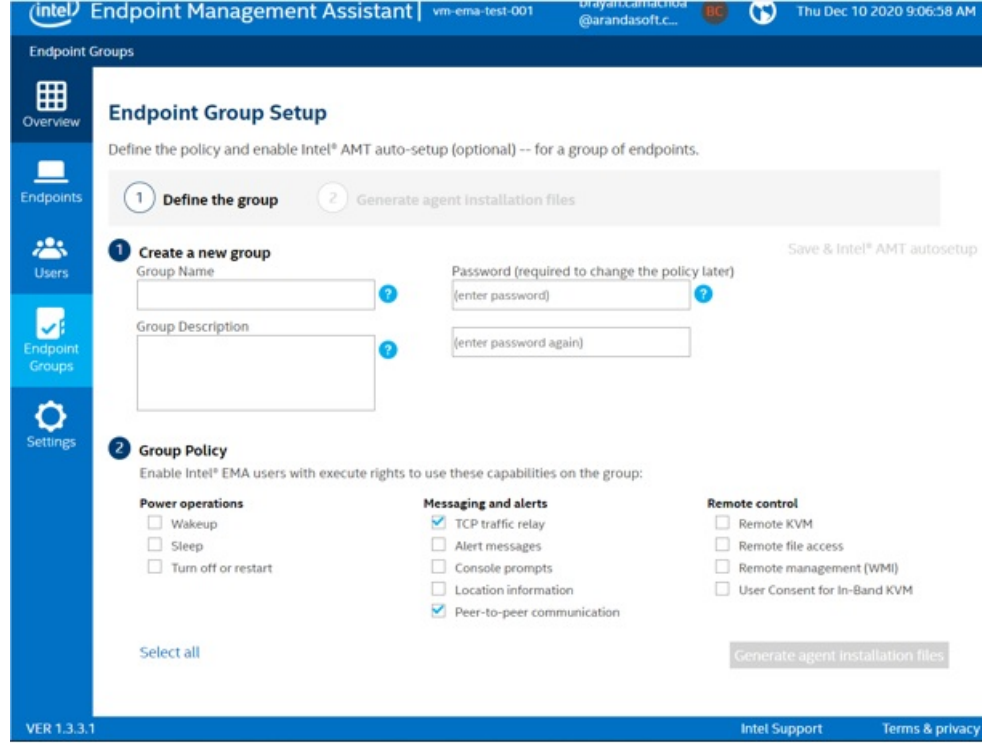 (intel) Endpoint Management Assistant | vm-ema-test-001 brayan.camachoa BC Thu Dec 10 2020 9:06:58 AM
@arandasoft.c...
Endpoint Groups
Overview
Endpoints
Users
Endpoint
Groups
Settings
Endpoint Group Setup
Define the policy and enable Intel® AMT auto-setup (optional) -- for a group of endpoints.
1 Define the group 2 Generate agent installation files
1 Create a new group Save & Intel® AMT autosetup
Group Name Password (required to change the policy later)
? (enter password) ?
Group Description
? (enter password again)
2 Group Policy
Enable Intel® EMA users with execute rights to use these capabilities on the group:
Power operations Messaging and alerts Remote control
Wakeup TCP traffic relay Remote KVM
Sleep Alert messages Remote file access
Turn off or restart Console prompts Remote management (WMI)
Location information User Consent for In-Band KVM
Peer-to-peer communication
Select all Generate agent installation files
VER 1.3.3.1 Intel Support Terms & privacy